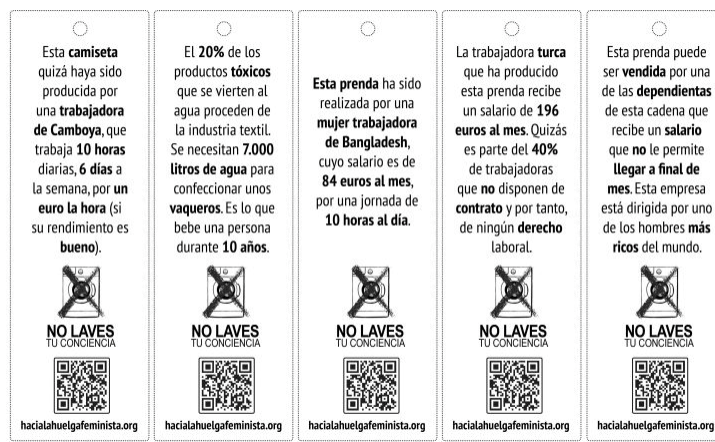 Esta camiseta
quizá haya sido
producida por
una trabajadora
de Camboya, que
trabaja 10 horas
diarias, 6 días a
la semana, por un
euro la hora (si
su rendimiento es
bueno).
NO LAVES
TU CONCIENCIA
hacialahuelgafeminista.org
El 20% de los
productos tóxicos
que se vierten al
agua proceden de
la industria textil.
Se necesitan 7.000
litros de agua para
confeccionar unos
vaqueros. Es lo que
bebe una persona
durante 10 años.
NO LAVES
TU CONCIENCIA
hacialahuelgafeminista.org
Esta prenda ha sido
realizada por una
mujer trabajadora
de Bangladesh,
cuyo salario es de
84 euros al mes,
por una jornada de
10 horas al día.
NO LAVES
TU CONCIENCIA
hacialahuelgafeminista.org
La trabajadora turca
que ha producido
esta prenda recibe
un salario de 196
euros al mes. Quizás
es parte del 40%
de trabajadoras
que no disponen de
contrato y por tanto,
de ningún derecho
laboral.
NO LAVES
TU CONCIENCIA
hacialahuelgafeminista.org
Esta prenda puede
ser vendida por una
de las dependientas
de esta cadena que
recibe un salario
que no le permite
llegar a final de
mes. Esta empresa
está dirigida por uno
de los hombres más
ricos del mundo.
NO LAVES
TU CONCIENCIA
hacialahuelgafeminista.org